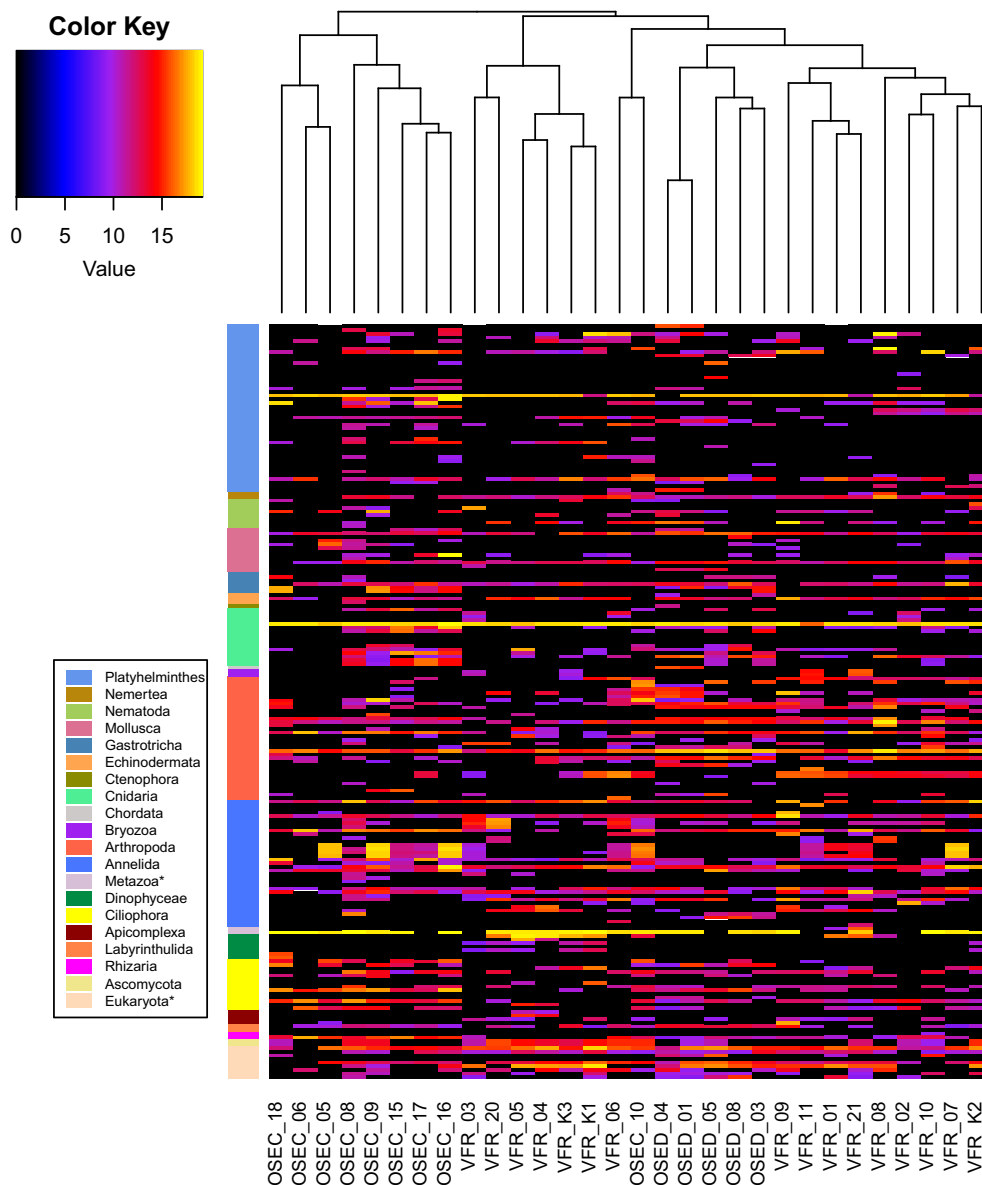 Color Key
0 5 10 15
Value
Platyhelminthes
Nemertea
Nematoda
Mollusca
Gastrotricha
Echinodermata
Ctenophora
Cnidaria
Chordata
Bryozoa
Arthropoda
Annelida
Metazoa*
Dinophyceae
Ciliophora
Apicomplexa
Labyrinthulida
Rhizaria
Ascomycota
Eukaryota*
OSEC_18
OSEC_06
OSEC_05
OSEC_08
OSEC_09
OSEC_15
OSEC_17
OSEC_16
VFR_03
VFR_20
VFR_05
VFR_04
VFR_K3
VFR_K1
VFR_06
OSEC_10
OSED_04
OSED_01
OSED_05
OSED_08
OSED_03
VFR_09
VFR_11
VFR_01
VFR_21
VFR_08
VFR_02
VFR_10
VFR_07
VFR_K2